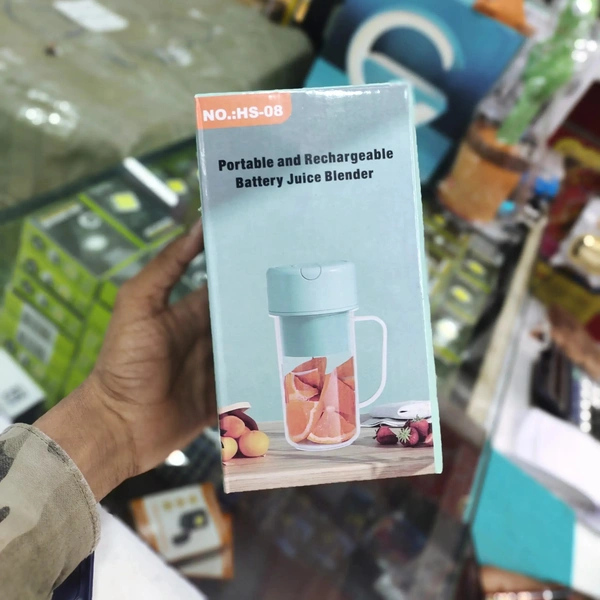 NO.:HS-08
Portable and Rechargeable
Battery Juice Blender